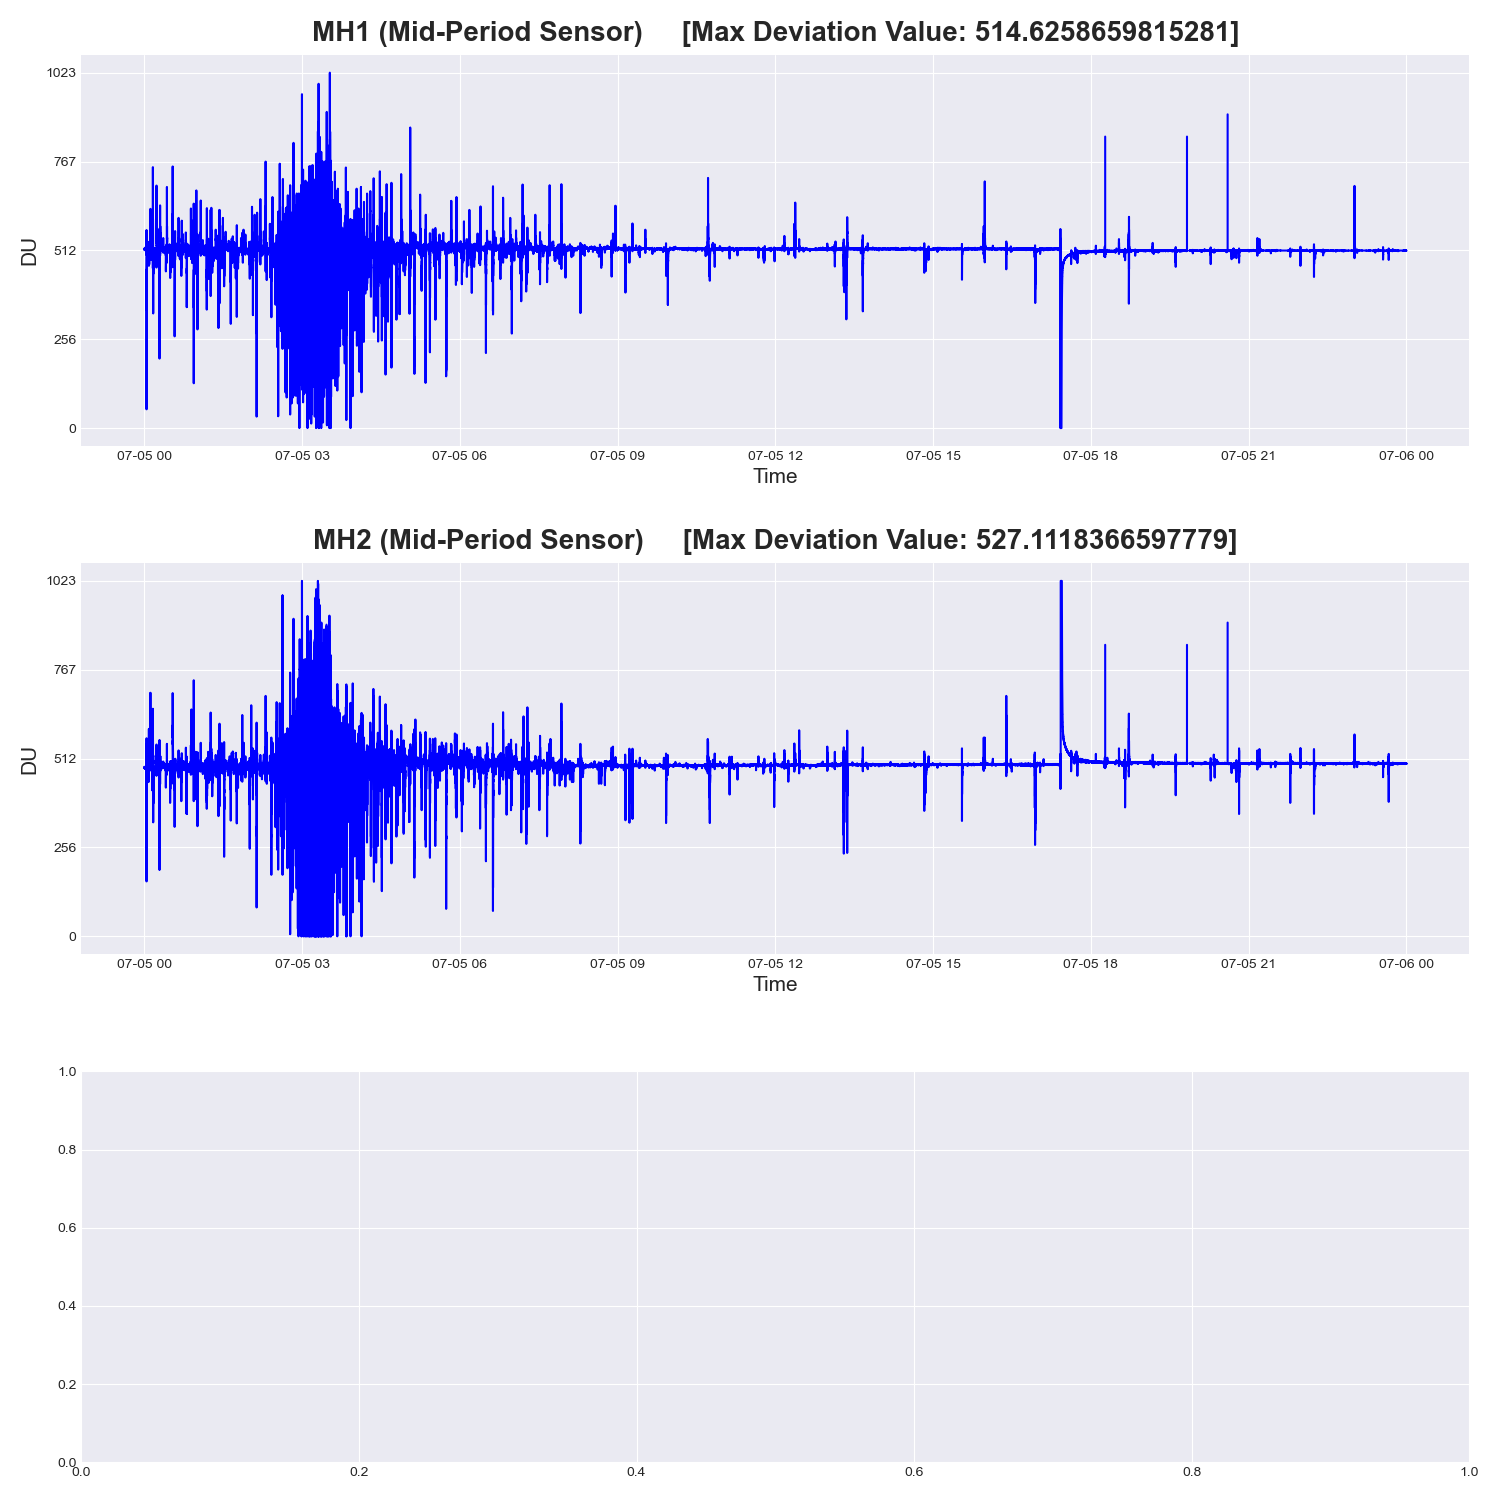 MH1 (Mid-Period Sensor) [Max Deviation Value: 514.6258659815281]
1023
767
512
256
0
DU
07-05 00 07-05 03 07-05 06 07-05 09 07-05 12 07-05 15 07-05 18 07-05 21 07-06 00
Time
MH2 (Mid-Period Sensor) [Max Deviation Value: 527.1118366597779]
1023
767
512
256
0
DU
07-05 00 07-05 03 07-05 06 07-05 09 07-05 12 07-05 15 07-05 18 07-05 21 07-06 00
Time
1.0
0.8
0.6
0.4
0.2
0.0
0.0 0.2 0.4 0.6 0.8 1.0